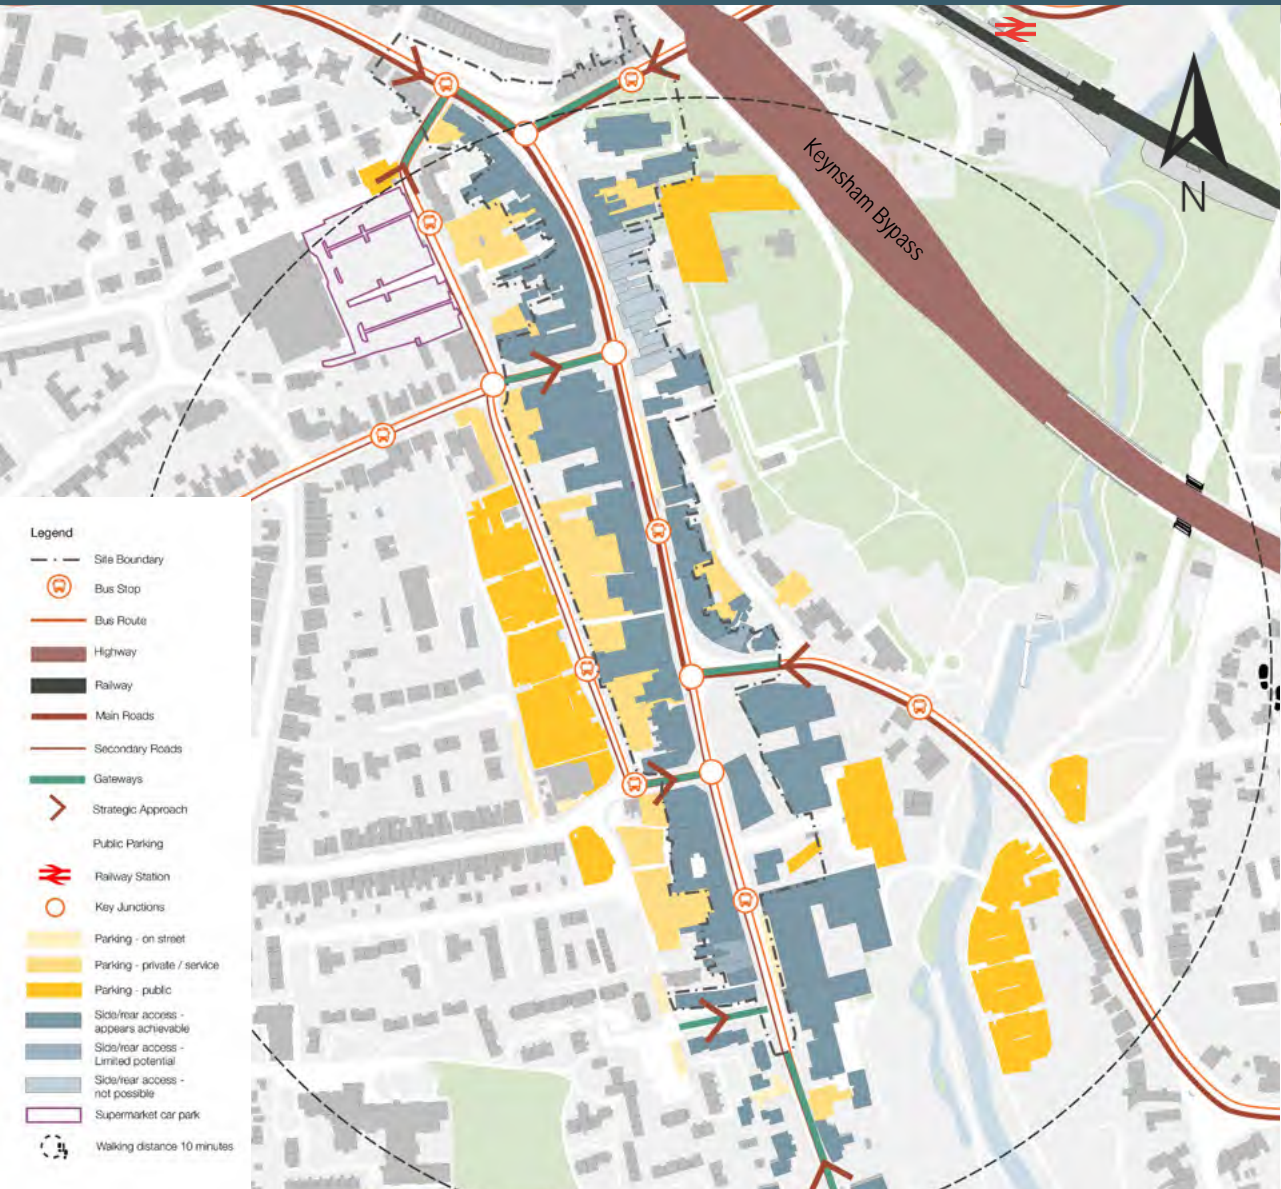 Keynsham Bypass
N
Legend
Site Boundary
Bus Stop
Bus Route
Highway
Railway
Main Roads
Secondary Roads
Gateways
Strategic Approach
Public Parking
Railway Station
Key Junctions
Parking - on street
Parking - private / service
Parking - public
Side/rear access -
appears achievable
Side/rear access -
Limited potential
Side/rear access -
not possible
Supermarket car park
Walking distance 10 minutes